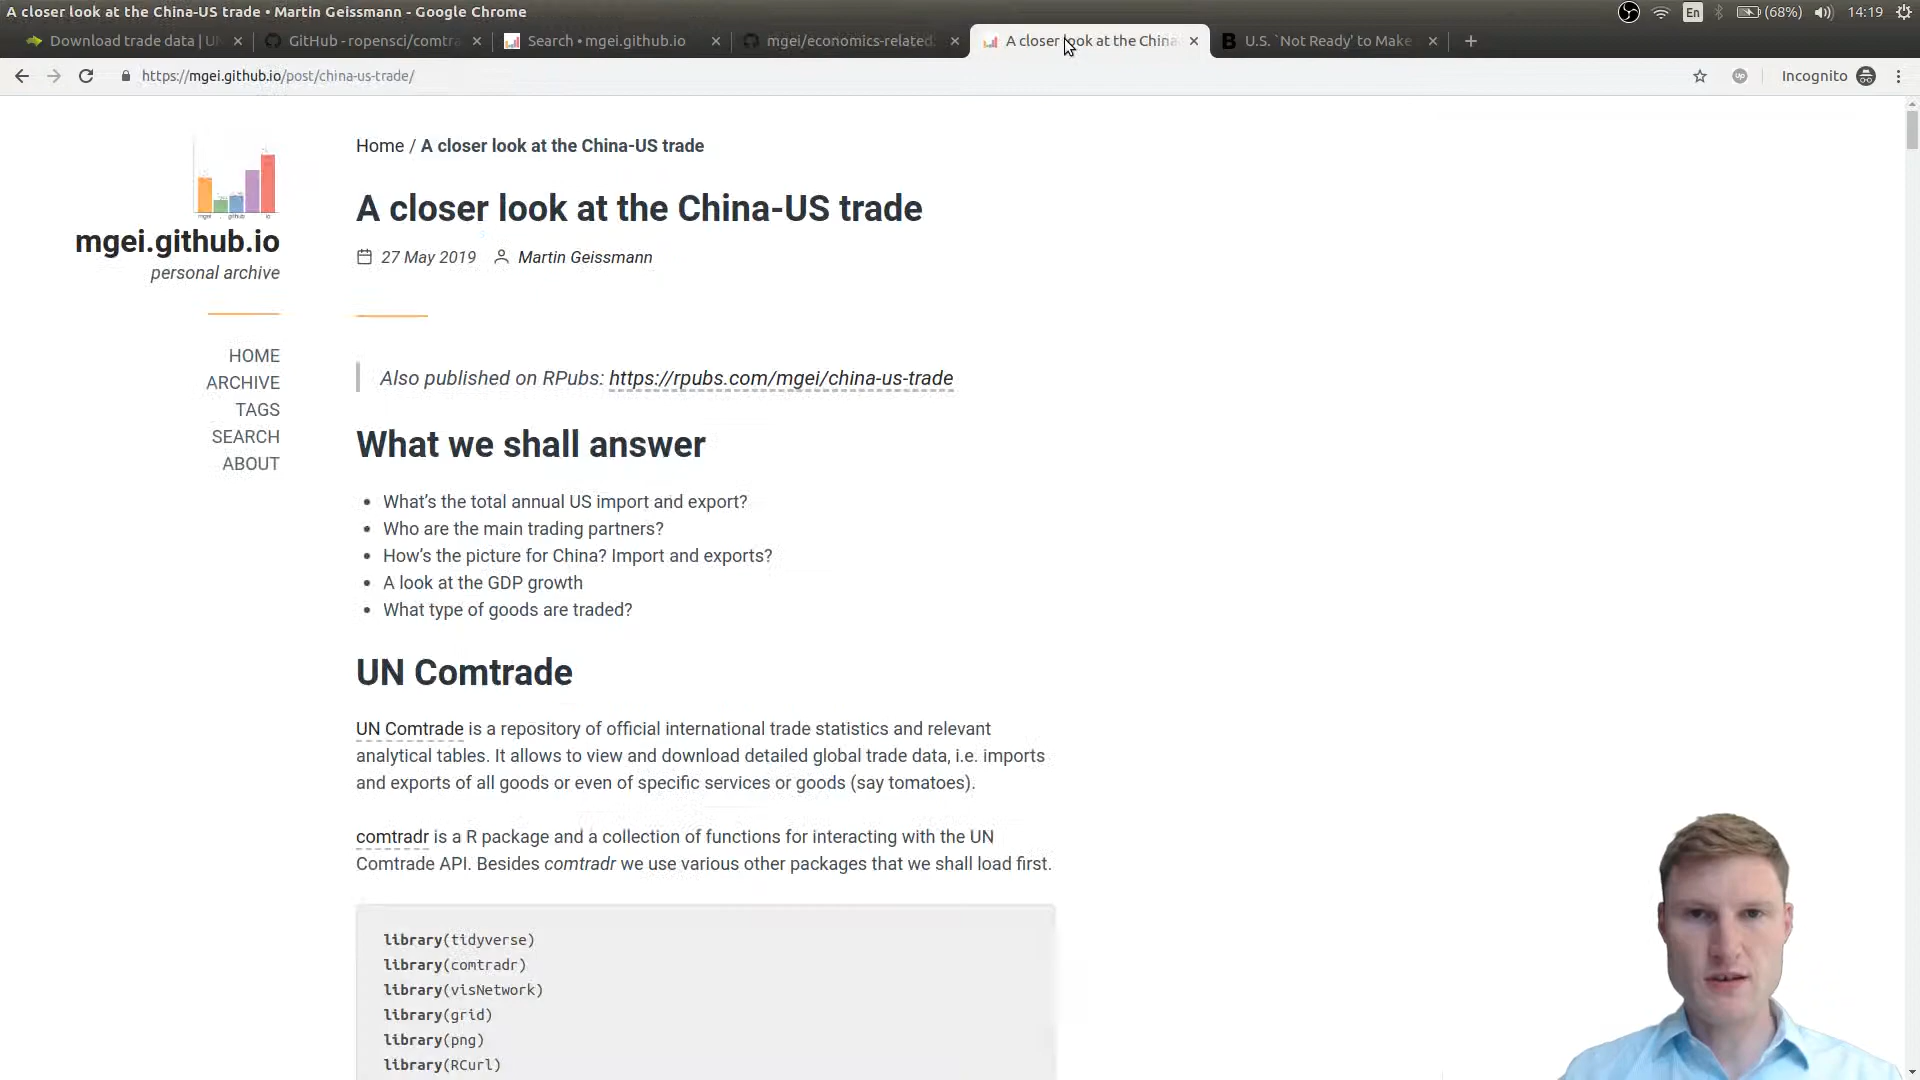 A closer look at the China-US trade • Martin Geissmann - Google Chrome
En (68%) 14:19
Download trade data | UN
GitHub - ropensci/comtra
Search • mgei.github.io
mgei/economics-related
A closer look at the China
U.S. `Not Ready' to Make
https://mgei.github.io/post/china-us-trade/
Incognito
mgei.github.io
personal archive
HOME
ARCHIVE
TAGS
SEARCH
ABOUT
Home / A closer look at the China-US trade
A closer look at the China-US trade
27 May 2019 Martin Geissmann
Also published on RPubs: https://rpubs.com/mgei/china-us-trade
What we shall answer
• What’s the total annual US import and export?
• Who are the main trading partners?
• How’s the picture for China? Import and exports?
• A look at the GDP growth
• What type of goods are traded?
UN Comtrade
UN Comtrade is a repository of official international trade statistics and relevant
analytical tables. It allows to view and download detailed global trade data, i.e. imports
and exports of all goods or even of specific services or goods (say tomatoes).
comtradr is a R package and a collection of functions for interacting with the UN
Comtrade API. Besides comtradr we use various other packages that we shall load first.
library(tidyverse)
library(comtradr)
library(visNetwork)
library(grid)
library(png)
library(RCurl)